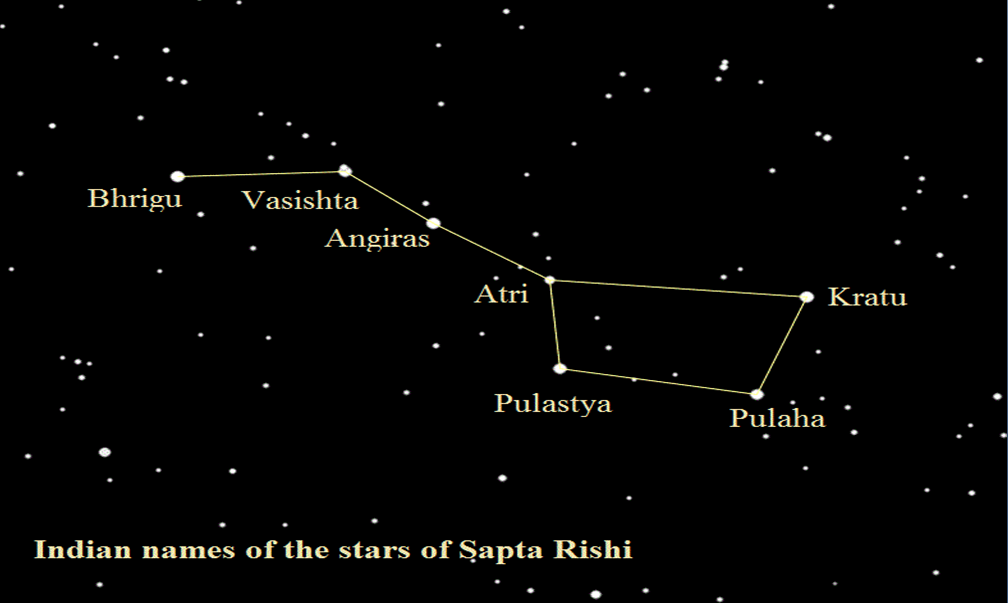 Bhrigu
Vasishta
Angiras
Atri
Kratu
Pulastya
Pulaha
Indian names of the stars of Sapta Rishi